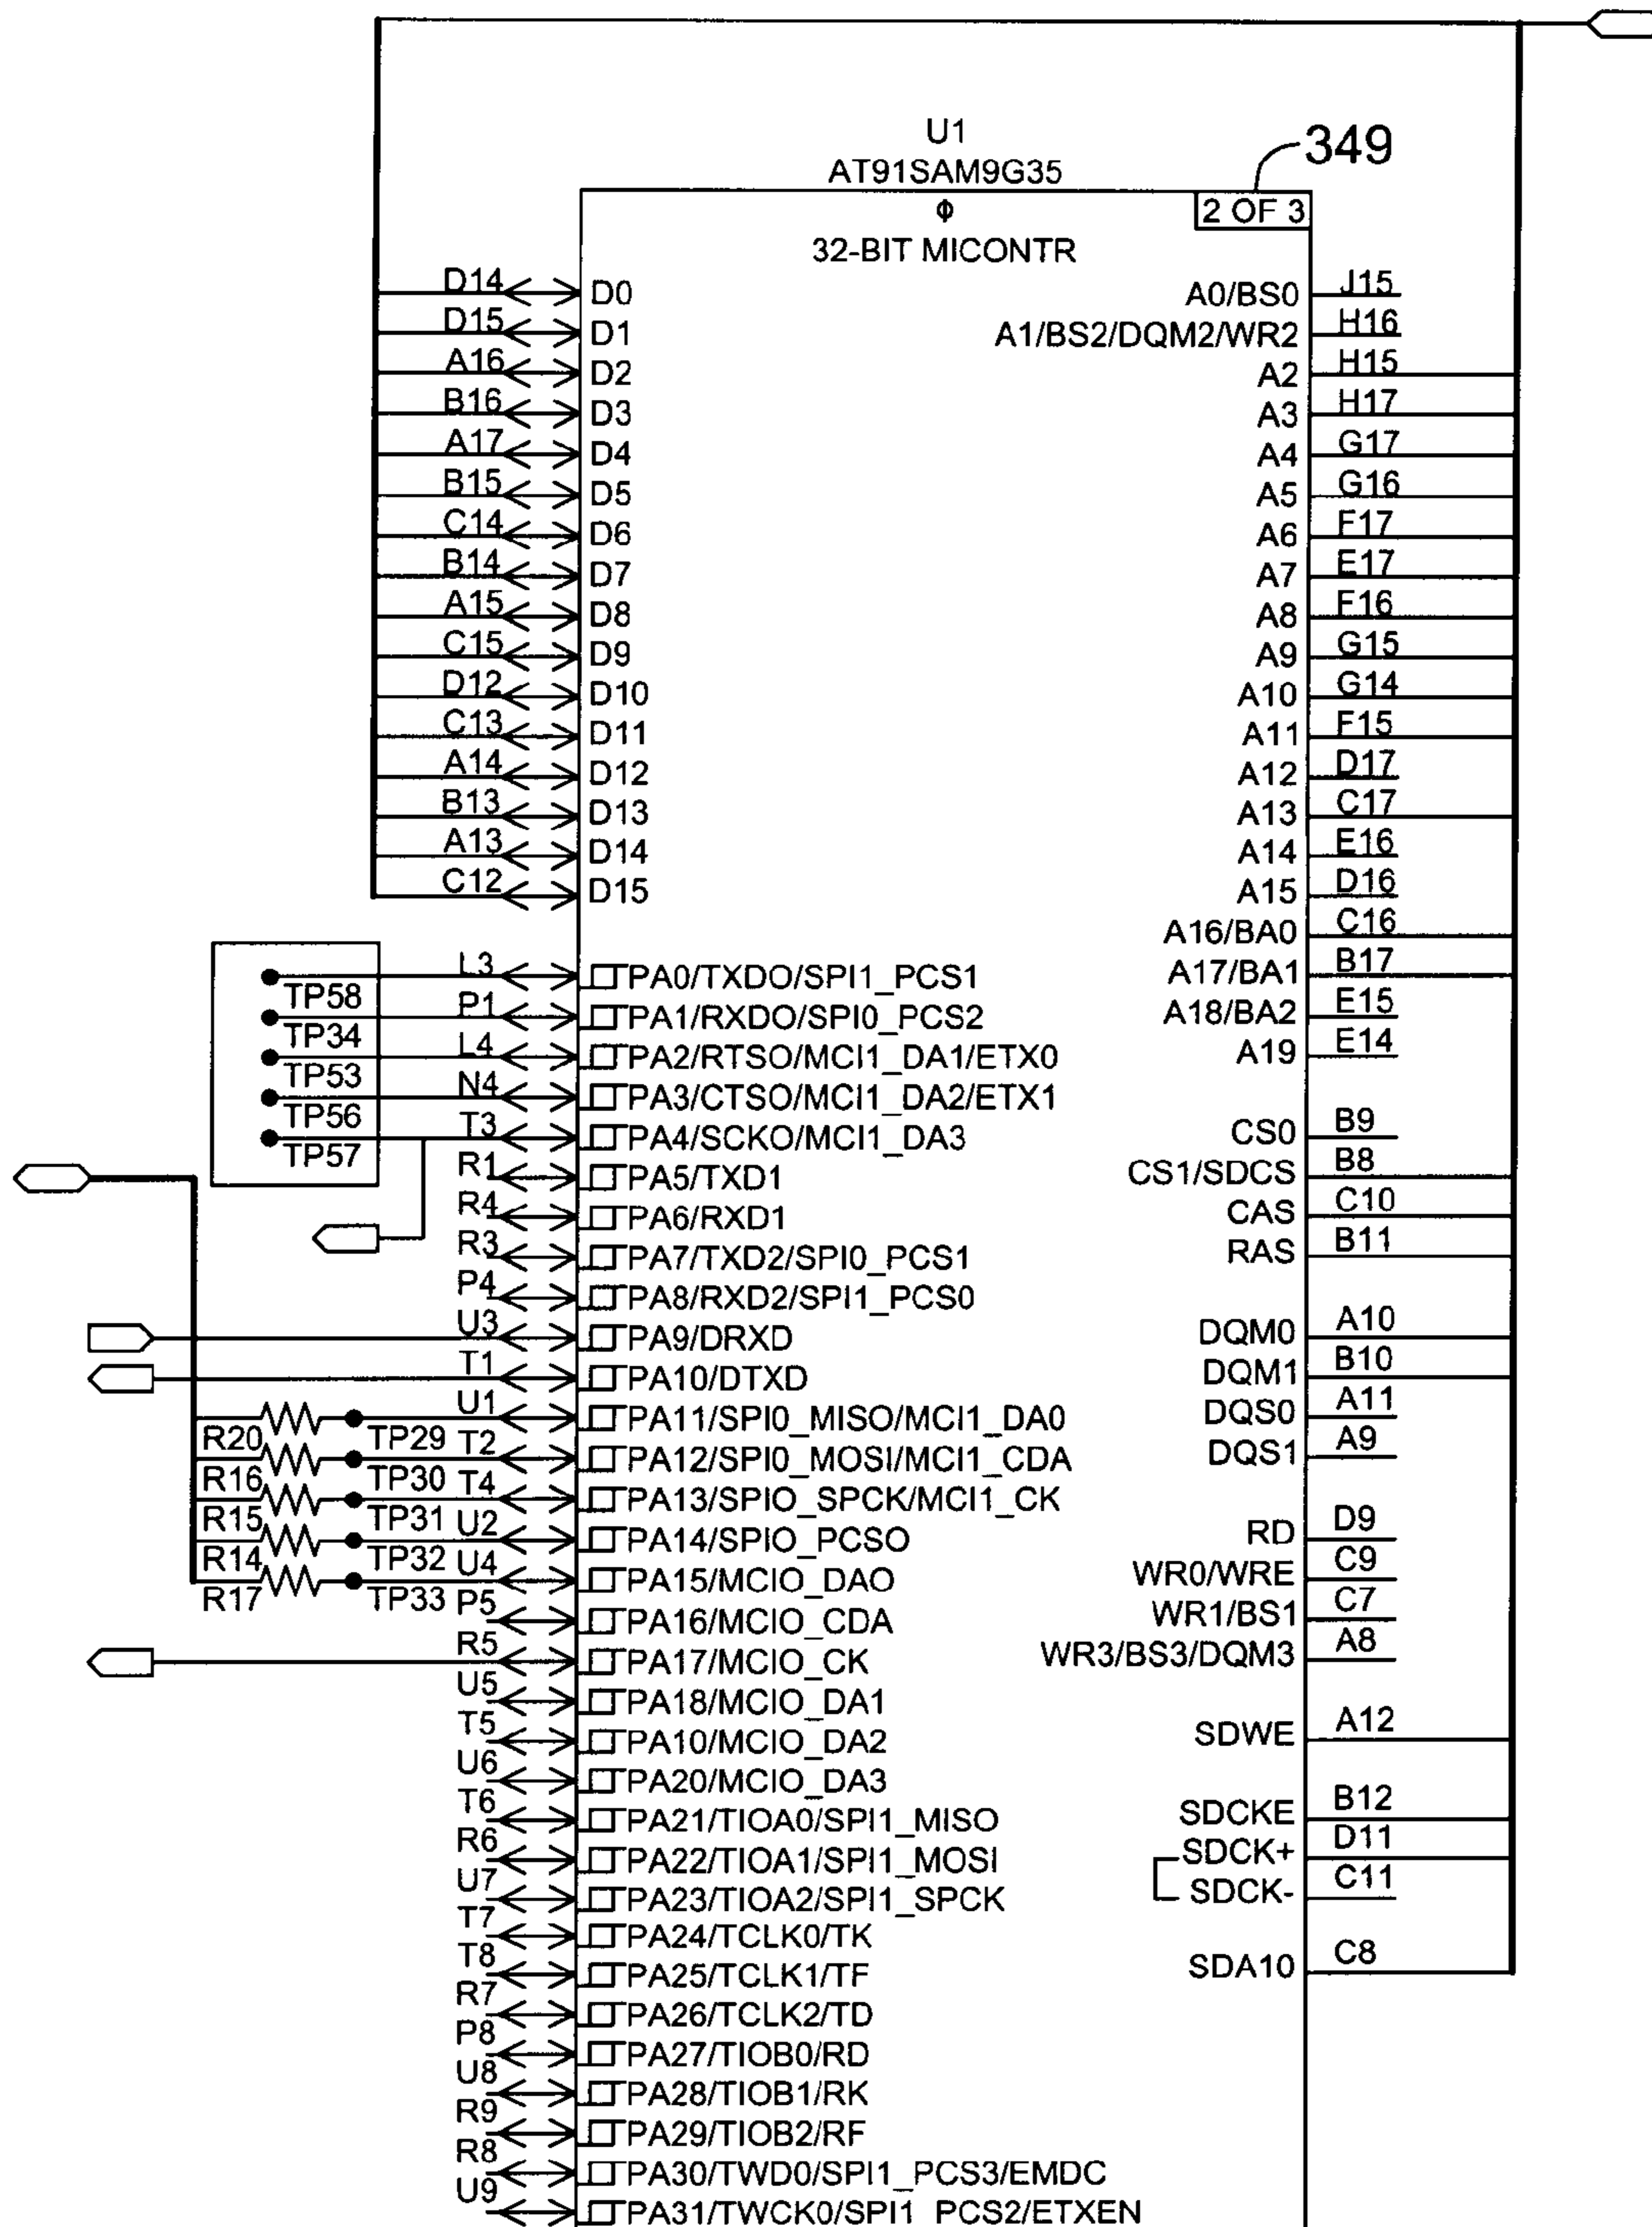 U1
AT91SAM9G35
349
Φ
2 OF 3
32-BIT MICONTR
D14 D0 A0/BS0 J15
D15 D1 A1/BS2/DQM2/WR2 H16
A16 D2 A2 H15
B16 D3 A3 H17
A17 D4 A4 G17
B15 D5 A5 G16
C14 D6 A6 F17
B14 D7 A7 E17
A15 D8 A8 F16
C15 D9 A9 G15
D12 D10 A10 G14
C13 D11 A11 F15
A14 D12 A12 D17
B13 D13 A13 C17
A13 D14 A14 E16
C12 D15 A15 D16
A16/BA0 C16
L3 PA0/TXDO/SPI1_PCS1 A17/BA1 B17
TP58 P1 PA1/RXDO/SPI0_PCS2 A18/BA2 E15
TP34 L4 PA2/RTSO/MCI1_DA1/ETX0 A19 E14
TP53 N4 PA3/CTSO/MCI1_DA2/ETX1
TP56 T3 PA4/SCKO/MCI1_DA3 CS0 B9
TP57 R1 PA5/TXD1 CS1/SDCS B8
R4 PA6/RXD1 CAS C10
R3 PA7/TXD2/SPI0_PCS1 RAS B11
P4 PA8/RXD2/SPI1_PCS0
U3 PA9/DRXD DQM0 A10
T1 PA10/DTXD DQM1 B10
U1 PA11/SPI0_MISO/MCI1_DA0 DQS0 A11
R20 TP29 T2 PA12/SPI0_MOSI/MCI1_CDA DQS1 A9
R16 TP30 T4 PA13/SPIO_SPCK/MCI1_CK
R15 TP31 U2 PA14/SPIO_PCSO RD D9
R14 TP32 U4 PA15/MCIO_DAO WR0/WRE C9
R17 TP33 P5 PA16/MCIO_CDA WR1/BS1 C7
R5 PA17/MCIO_CK WR3/BS3/DQM3 A8
U5 PA18/MCIO_DA1
T5 PA10/MCIO_DA2 SDWE A12
U6 PA20/MCIO_DA3
T6 PA21/TIOA0/SPI1_MISO SDCKE B12
R6 PA22/TIOA1/SPI1_MOSI SDCK+ D11
U7 PA23/TIOA2/SPI1_SPCK SDCK- C11
T7 PA24/TCLK0/TK
T8 PA25/TCLK1/TF SDA10 C8
R7 PA26/TCLK2/TD
P8 PA27/TIOB0/RD
U8 PA28/TIOB1/RK
R9 PA29/TIOB2/RF
R8 PA30/TWD0/SPI1_PCS3/EMDC
U9 PA31/TWCK0/SPI1_PCS2/ETXEN